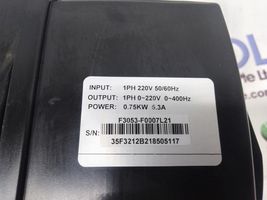 INPUT: 1PH 220V 50/60Hz
OUTPUT: 1PH 0~220V 0~400Hz
POWER: 0.75KW 5.3A
F3053-F0007L21
S/N:
35F3212B218505117